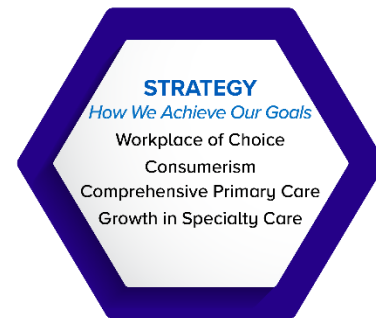 STRATEGY
How We Achieve Our Goals
Workplace of Choice
Consumerism
Comprehensive Primary Care
Growth in Specialty Care